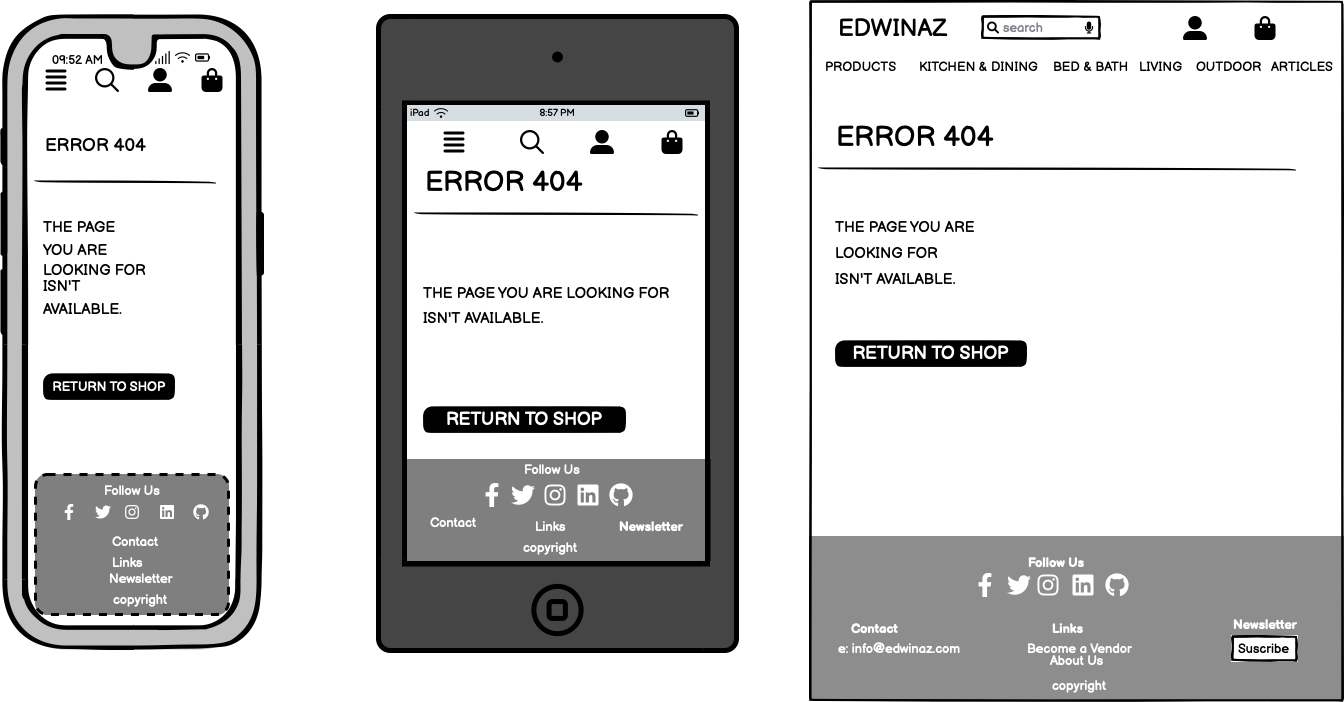 09:52 AM
ERROR 404
THE PAGE
YOU ARE
LOOKING FOR
ISN'T
AVAILABLE.
RETURN TO SHOP
Follow Us
Contact
Links
Newsletter
copyright
iPad
8:57 PM
ERROR 404
THE PAGE YOU ARE LOOKING FOR
ISN'T AVAILABLE.
RETURN TO SHOP
Follow Us
Contact Links Newsletter
copyright
EDWINAZ
search
PRODUCTS KITCHEN & DINING BED & BATH LIVING OUTDOOR ARTICLES
ERROR 404
THE PAGE YOU ARE
LOOKING FOR
ISN'T AVAILABLE.
RETURN TO SHOP
Follow Us
Contact
e: info@edwinaz.com
Links
Become a Vendor
About Us
Newsletter
Suscribe
copyright